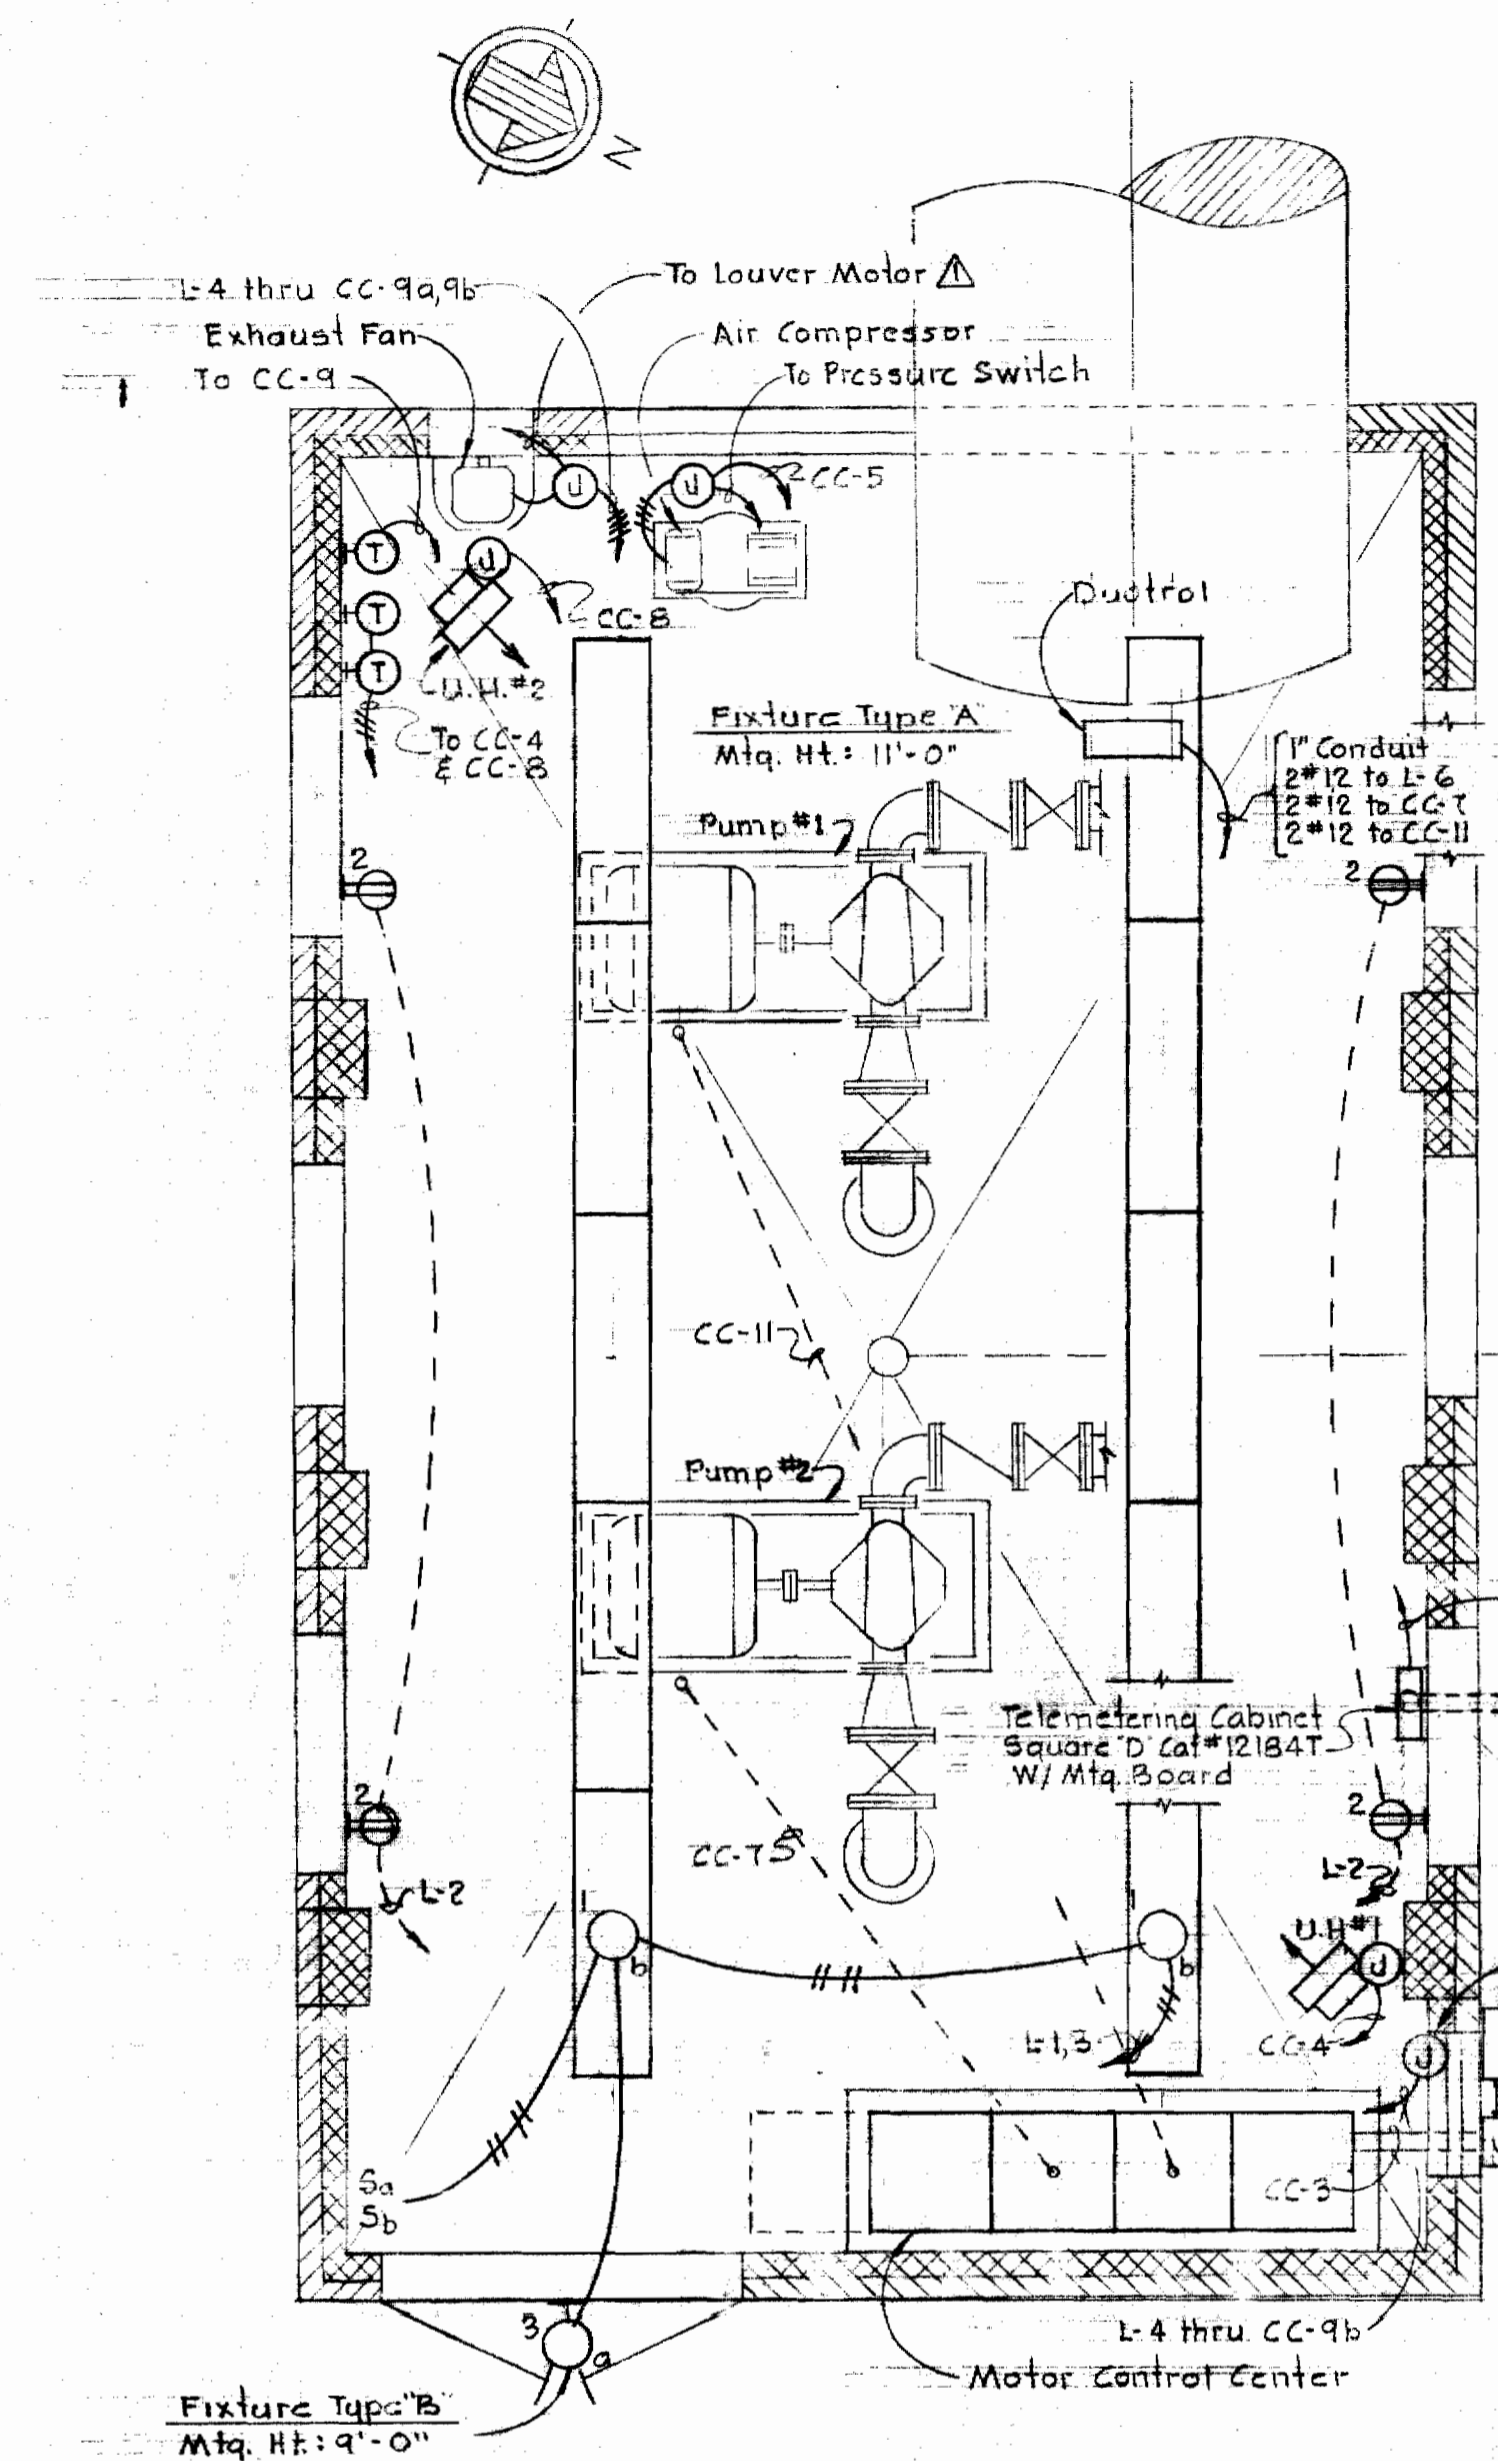 N
L-4 thru CC-9a,9b
To Louver Motor 1
Exhaust Fan
Air Compressor
To CC-9
To Pressure Switch
J
J
CC-5
T
J
T
CC-8
Ductrol
T
U.H.#2
To CC-4
& CC-8
Fixture Type "A"
Mtg. Ht.: 11'-0"
1" Conduit
2#12 to L-6
2#12 to CC-7
2#12 to CC-11
Pump#1
2
2
CC-11
Pump#2
Telemetering Cabinet
Square "D" Cat#12184T
W/ Mtg. Board
2
2
CC-7
L-2
L-2
1
1
U.H#1
b
b
J
L-1,3
CC-4
J
Sa
Sb
CC-3
3
a
L-4 thru CC-9b
Motor Control Center
Fixture Type "B"
Mtg. Ht.: 9'-0"